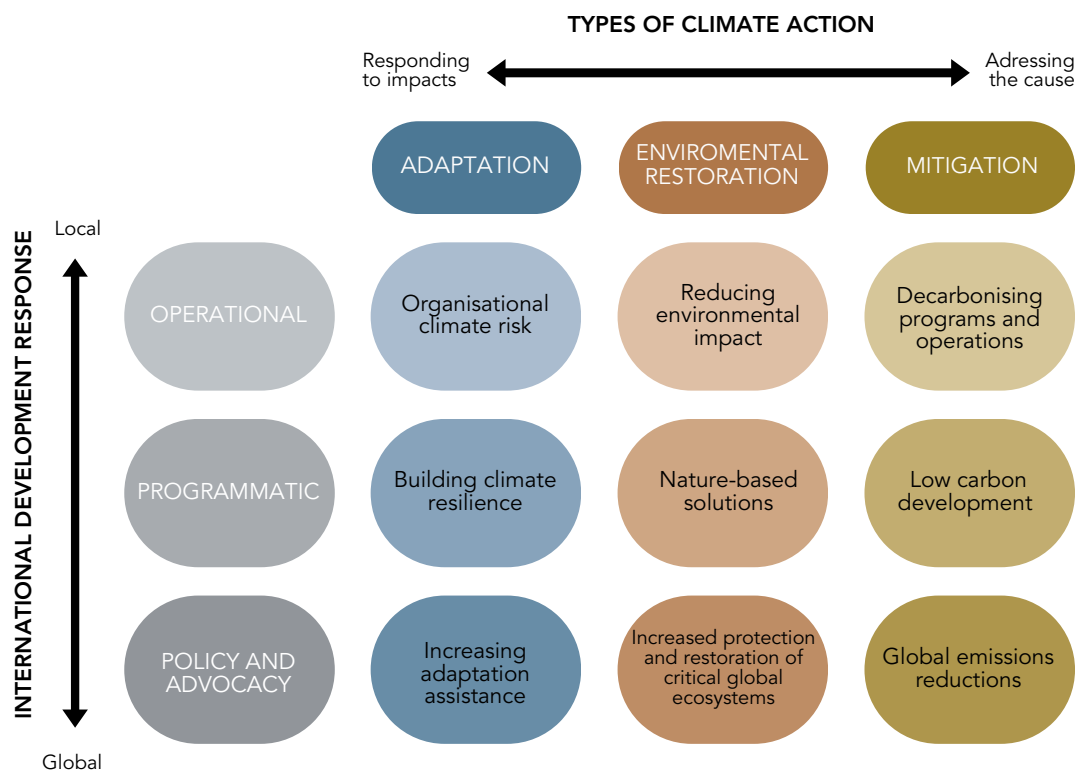 TYPES OF CLIMATE ACTION
Responding
to impacts
Adressing
the cause
ADAPTATION
ENVIROMENTAL
RESTORATION
MITIGATION
INTERNATIONAL DEVELOPMENT RESPONSE
Local
OPERATIONAL
Organisational
climate risk
Reducing
environmental
impact
Decarbonising
programs and
operations
PROGRAMMATIC
Building climate
resilience
Nature-based
solutions
Low carbon
development
POLICY AND
ADVOCACY
Increasing
adaptation
assistance
Increased protection
and restoration of
critical global
ecosystems
Global emissions
reductions
Global